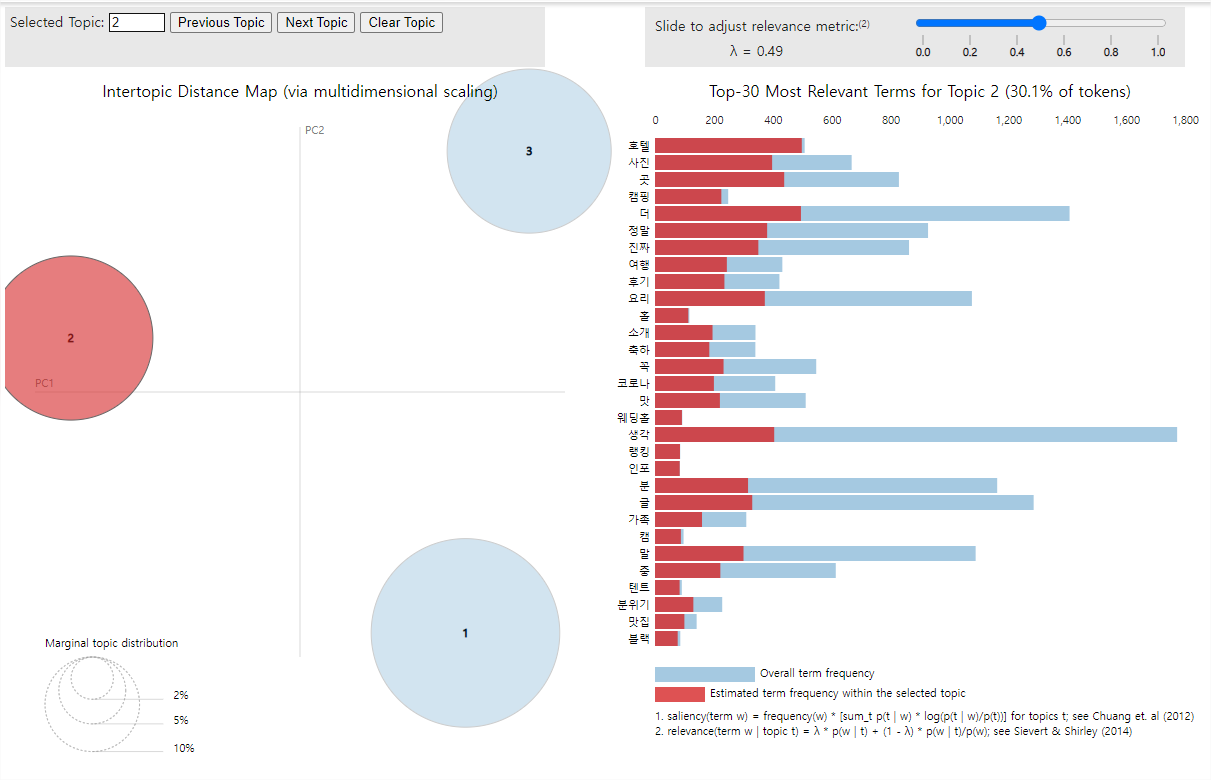 Selected Topic: 2 Previous Topic Next Topic Clear Topic
Slide to adjust relevance metric:(2)
λ = 0.49
0.0 0.2 0.4 0.6 0.8 1.0
Intertopic Distance Map (via multidimensional scaling)
PC2
PC1
3
2
1
Marginal topic distribution
2%
5%
10%
Top-30 Most Relevant Terms for Topic 2 (30.1% of tokens)
0 200 400 600 800 1,000 1,200 1,400 1,600 1,800
호텔
사진
곳
캠핑
더
정말
진짜
여행
후기
요리
홀
소개
축하
꼭
코로나
맛
웨딩홀
생각
랭킹
인포
분
글
가족
캠
말
중
텐트
분위기
맛집
블랙
Overall term frequency
Estimated term frequency within the selected topic
1. saliency(term w) = frequency(w) * [sum_t p(t | w) * log(p(t | w)/p(t))] for topics t; see Chuang et. al (2012)
2. relevance(term w | topic t) = λ * p(w | t) + (1 - λ) * p(w | t)/p(w); see Sievert & Shirley (2014)